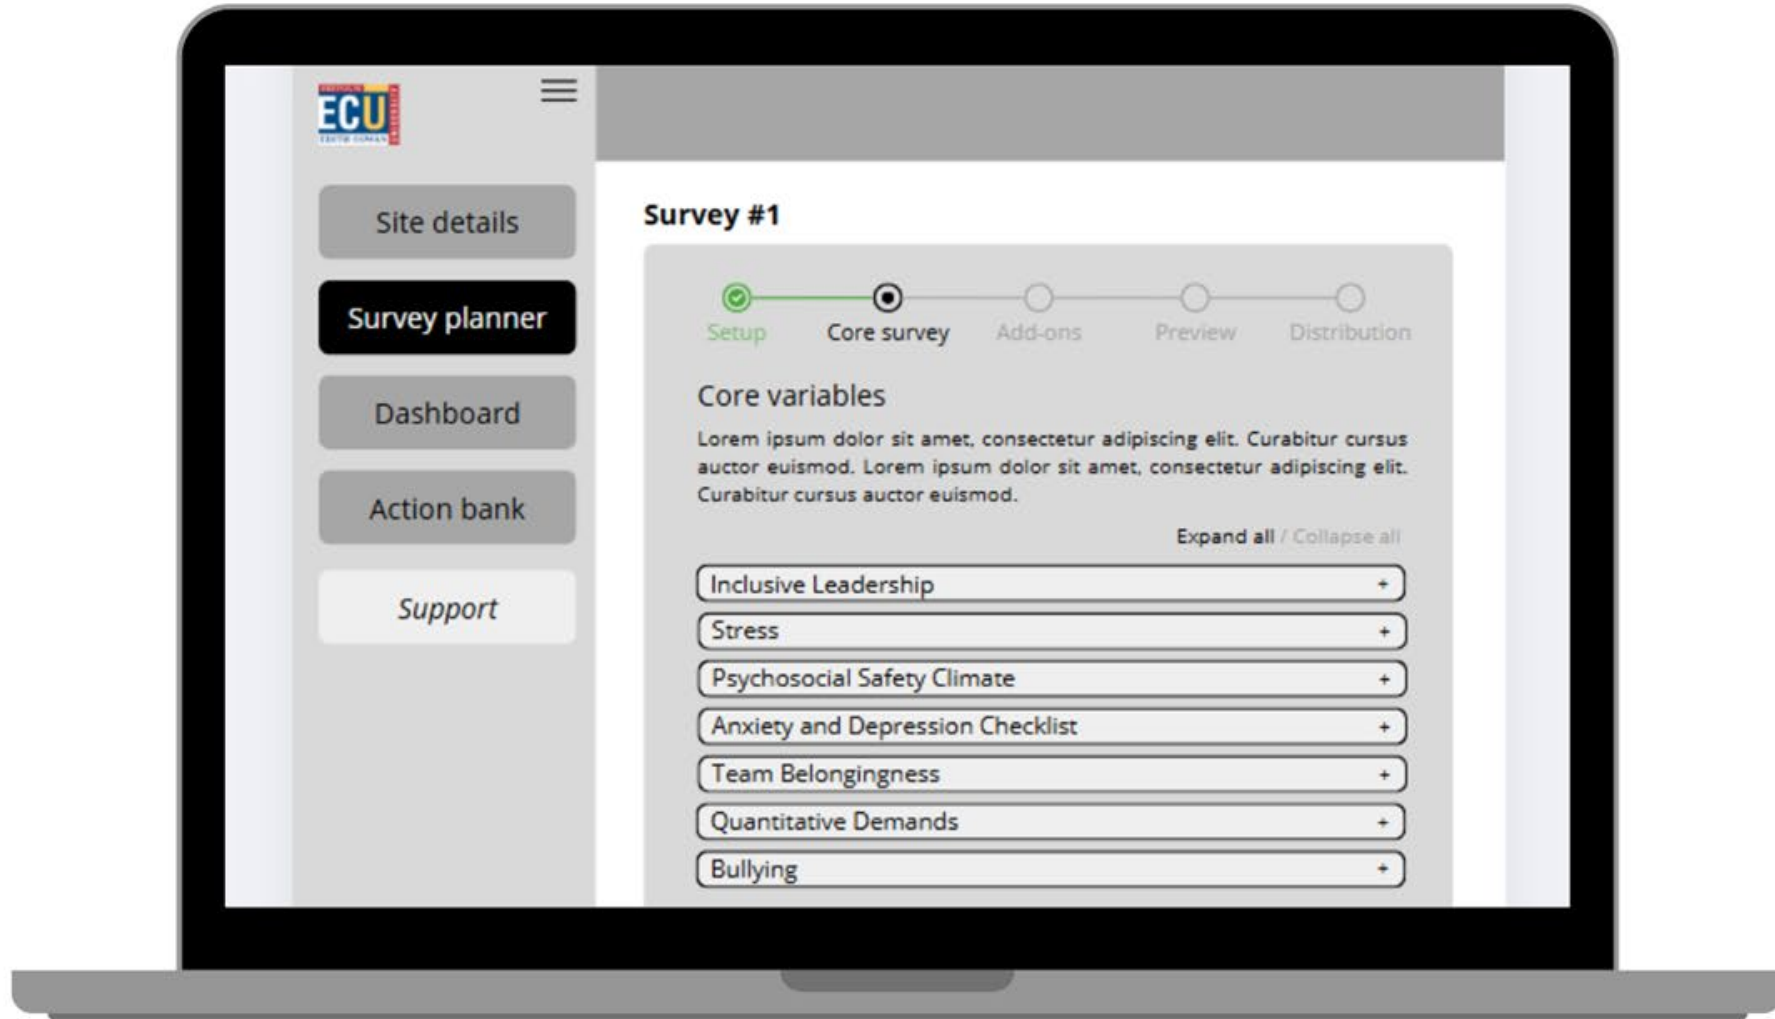 ECU
EDITH COWAN
Site details
Survey planner
Dashboard
Action bank
Support
Survey #1
Setup
Core survey
Add-ons
Preview
Distribution
Core variables
Lorem ipsum dolor sit amet, consectetur adipiscing elit. Curabitur cursus
auctor euismod. Lorem ipsum dolor sit amet, consectetur adipiscing elit.
Curabitur cursus auctor euismod.
Expand all / Collapse all
Inclusive Leadership +
Stress +
Psychosocial Safety Climate +
Anxiety and Depression Checklist +
Team Belongingness +
Quantitative Demands +
Bullying +